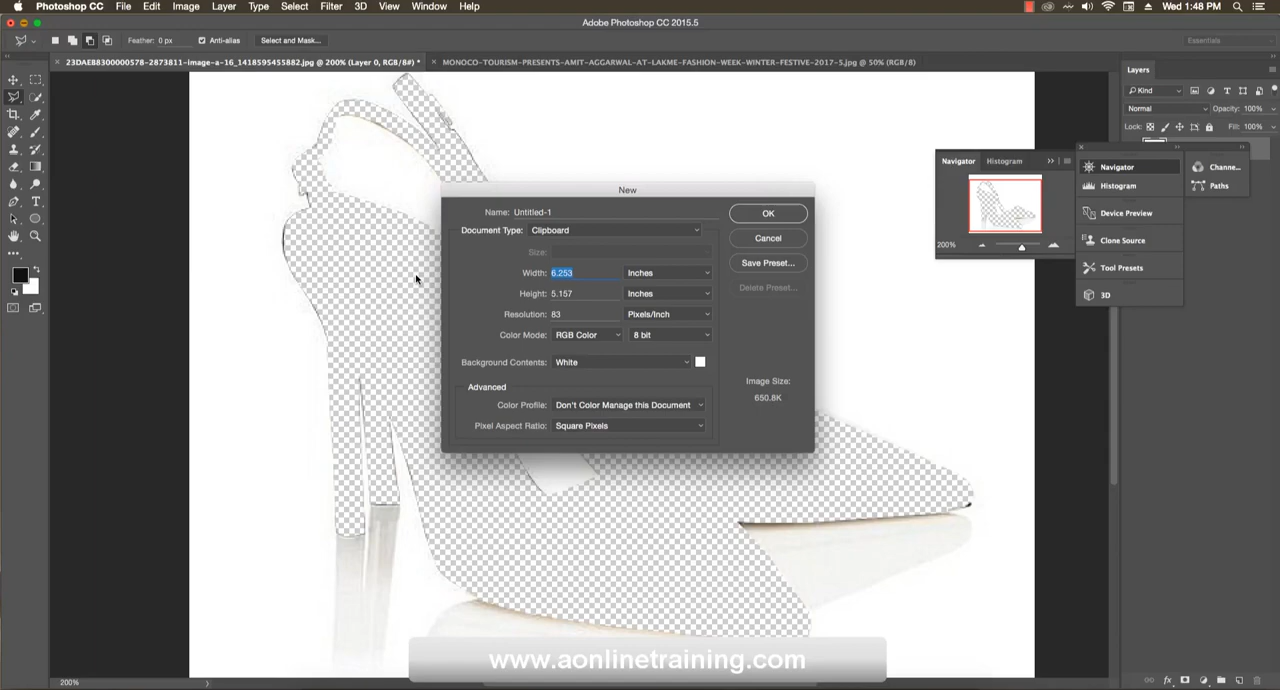 Photoshop CC File Edit Image Layer Type Select Filter 3D View Window Help Wed 1:48 PM
Adobe Photoshop CC 2015.5
Feather: 0 px Anti-alias Select and Mask... Essentials
23DAE88300000578-2873811-image-a-16_1418595455882.jpg @ 200% (Layer 0, RGB/8#) * MONOCO-TOURISM-PRESENTS-AMIT-AGGARWAL-AT-LAKME-FASHION-WEEK-WINTER-FESTIVE-2017-5.jpg @ 50% (RGB/8)
Layers
Kind
Normal Opacity: 100%
Lock: Fill: 100%
Navigator Histogram
200%
Navigator
Histogram
Device Preview
Clone Source
Tool Presets
3D
Channe...
Paths
New
Name: Untitled-1
Document Type: Clipboard
Size:
Width: 6.253 Inches
Height: 5.157 Inches
Resolution: 83 Pixels/Inch
Color Mode: RGB Color 8 bit
Background Contents: White
Advanced
Color Profile: Don't Color Manage this Document
Pixel Aspect Ratio: Square Pixels
OK
Cancel
Save Preset...
Delete Preset...
Image Size:
650.8K
www.aonlinetraining.com
200%